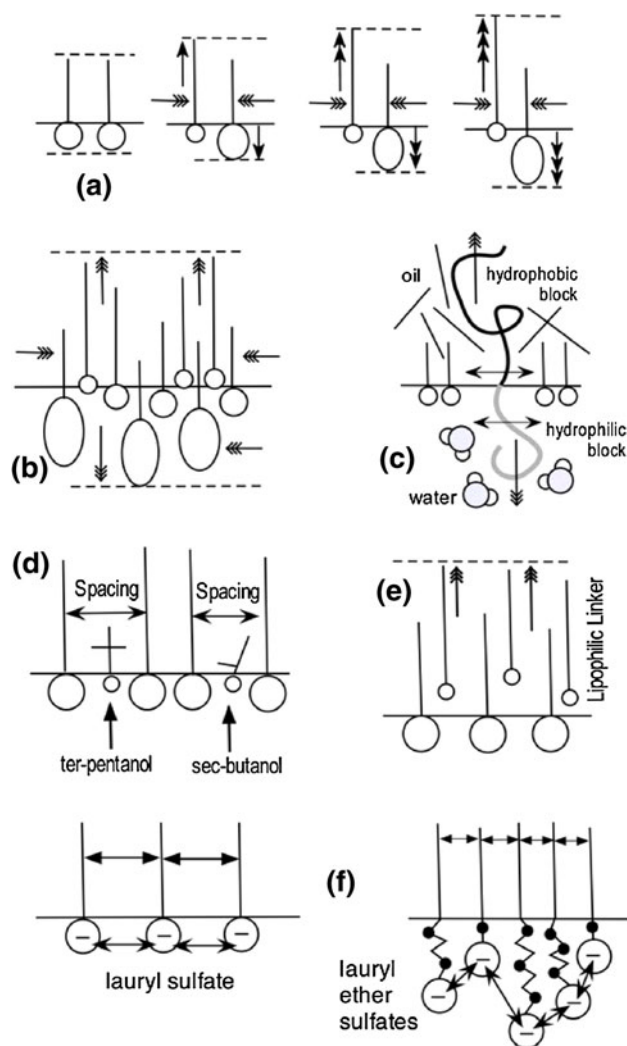 (a)
(b)
oil
hydrophobic
block
hydrophilic
block
(c)
water
(d)
Spacing
Spacing
ter-pentanol
sec-butanol
(e)
Lipophilic Linker
lauryl sulfate
(f)
lauryl
ether
sulfates